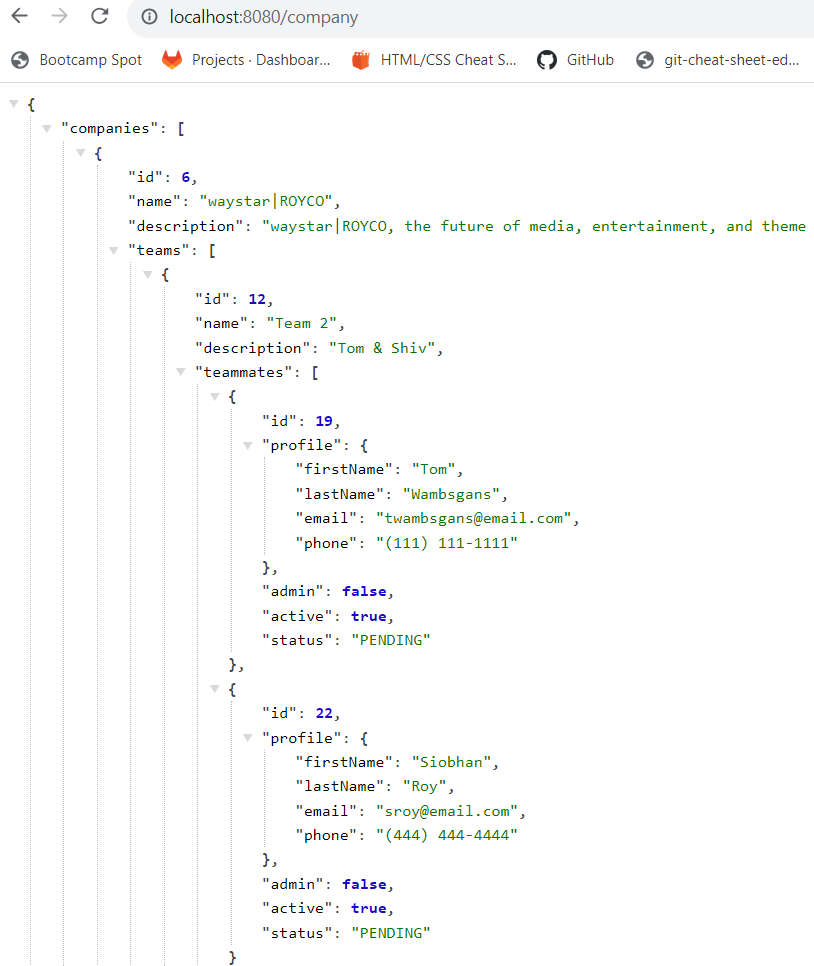 localhost:8080/company
Bootcamp Spot Projects · Dashboar... HTML/CSS Cheat S... GitHub git-cheat-sheet-ed...
{
"companies": [
{
"id": 6,
"name": "waystar|ROYCO",
"description": "waystar|ROYCO, the future of media, entertainment, and theme
"teams": [
{
"id": 12,
"name": "Team 2",
"description": "Tom & Shiv",
"teammates": [
{
"id": 19,
"profile": {
"firstName": "Tom",
"lastName": "Wambsgans",
"email": "twambsgans@email.com",
"phone": "(111) 111-1111"
},
"admin": false,
"active": true,
"status": "PENDING"
},
{
"id": 22,
"profile": {
"firstName": "Siobhan",
"lastName": "Roy",
"email": "sroy@email.com",
"phone": "(444) 444-4444"
},
"admin": false,
"active": true,
"status": "PENDING"
}